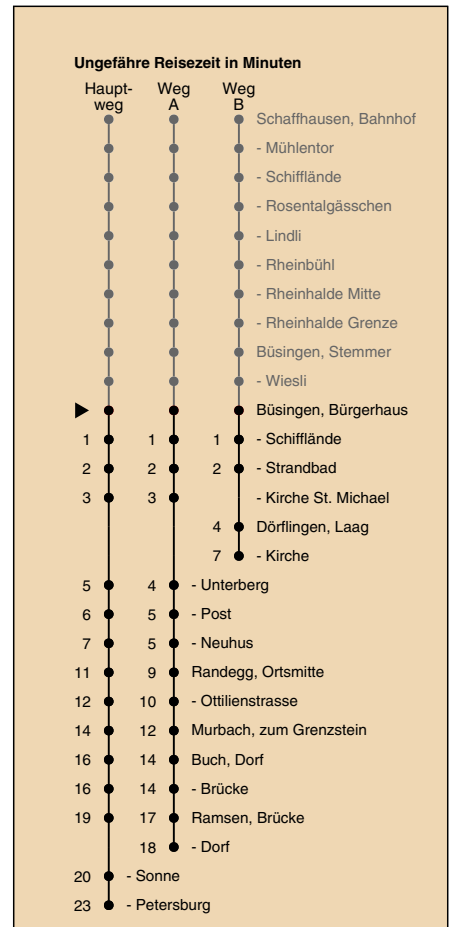 Ungefähre Reisezeit in Minuten
Haupt- Weg Weg
weg A B
Schaffhausen, Bahnhof
- Mühlentor
- Schifflände
- Rosentalgässchen
- Lindli
- Rheinbühl
- Rheinhalde Mitte
- Rheinhalde Grenze
Büsingen, Stemmer
- Wiesli
Büsingen, Bürgerhaus
1 1 1 - Schifflände
2 2 2 - Strandbad
3 3 - Kirche St. Michael
4 Dörflingen, Laag
7 - Kirche
5 4 - Unterberg
6 5 - Post
7 5 - Neuhus
11 9 Randegg, Ortsmitte
12 10 - Ottilienstrasse
14 12 Murbach, zum Grenzstein
16 14 Buch, Dorf
16 14 - Brücke
19 17 Ramsen, Brücke
18 - Dorf
20 - Sonne
23 - Petersburg